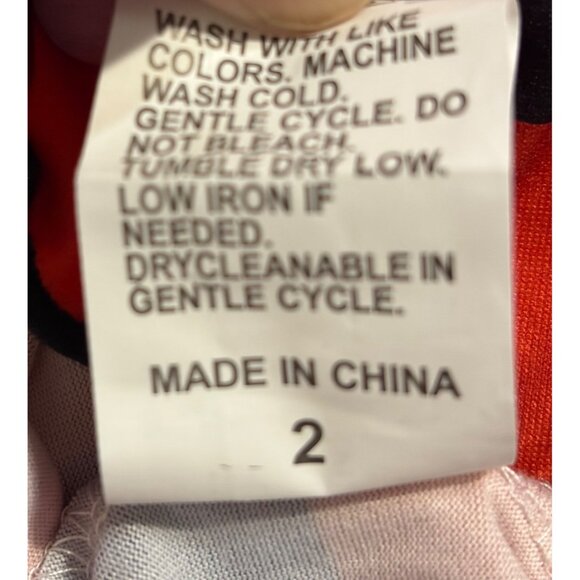 WASH WITH LIKE
COLORS. MACHINE
WASH COLD.
GENTLE CYCLE. DO
NOT BLEACH.
TUMBLE DRY LOW.
LOW IRON IF
NEEDED.
DRYCLEANABLE IN
GENTLE CYCLE.
MADE IN CHINA
2